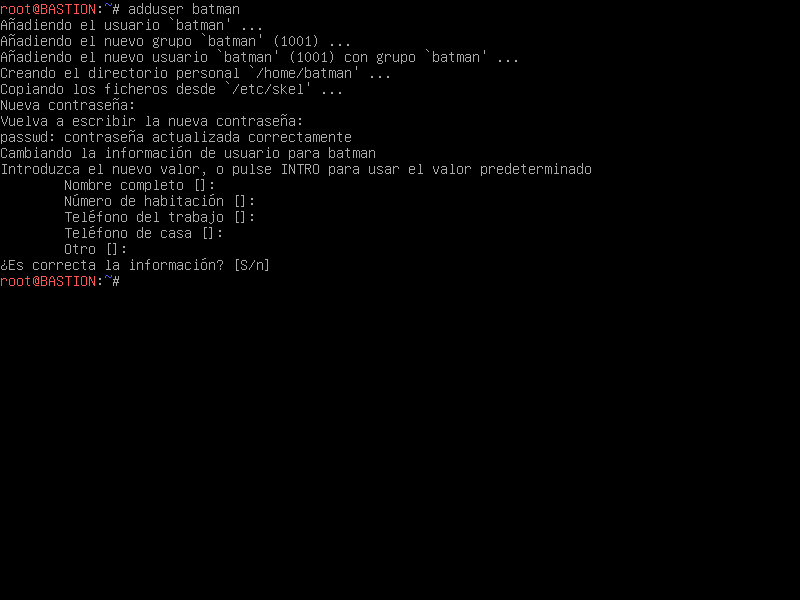 root@BASTION:~# adduser batman
Añadiendo el usuario `batman' ...
Añadiendo el nuevo grupo `batman' (1001) ...
Añadiendo el nuevo usuario `batman' (1001) con grupo `batman' ...
Creando el directorio personal `/home/batman' ...
Copiando los ficheros desde `/etc/skel' ...
Nueva contraseña:
Vuelva a escribir la nueva contraseña:
passwd: contraseña actualizada correctamente
Cambiando la información de usuario para batman
Introduzca el nuevo valor, o pulse INTRO para usar el valor predeterminado
        Nombre completo []:
        Número de habitación []:
        Teléfono del trabajo []:
        Teléfono de casa []:
        Otro []:
¿Es correcta la información? [S/n]
root@BASTION:~#